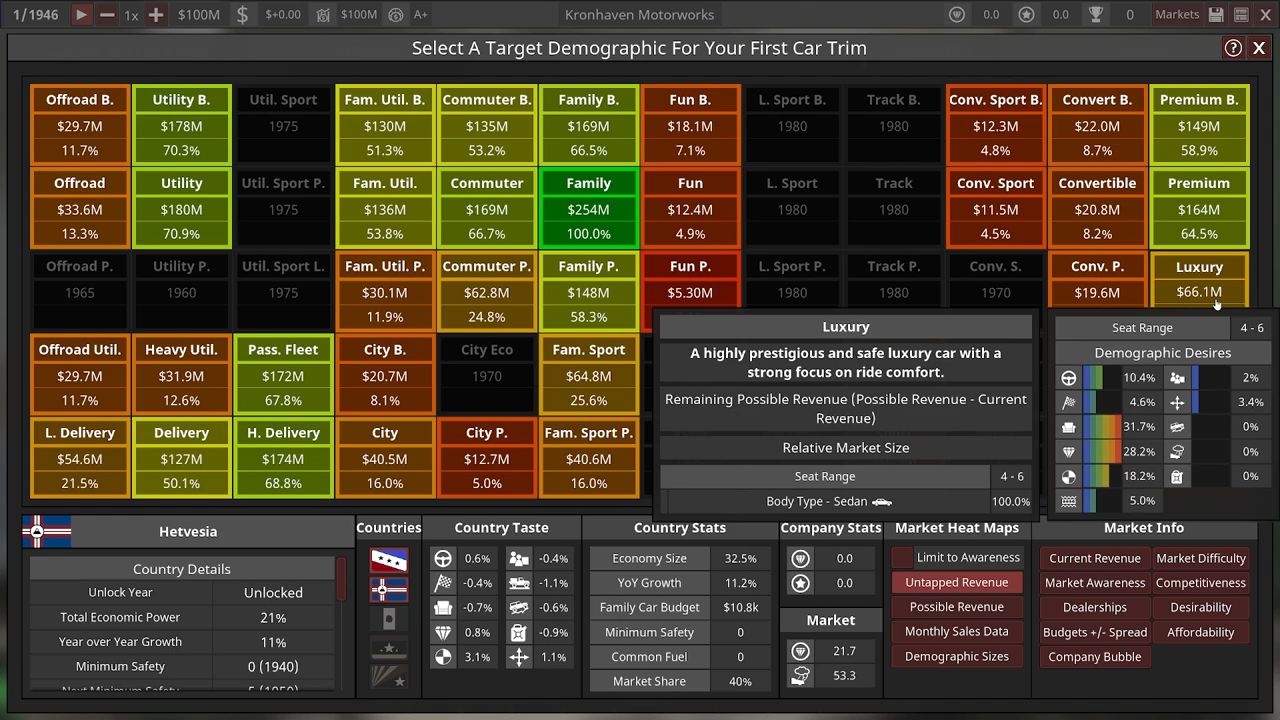 1/1946 1x $100M $ $+0.00 $100M A+ Kronhaven Motorworks 0.0 0.0 0 Markets X
Select A Target Demographic For Your First Car Trim ? X
Offroad B. Utility B. Util. Sport Fam. Util. B. Commuter B. Family B. Fun B. L. Sport B. Track B. Conv. Sport B. Convert B. Premium B.
$29.7M $178M 1975 $130M $135M $169M $18.1M 1980 1980 $12.3M $22.0M $149M
11.7% 70.3% 51.3% 53.2% 66.5% 7.1% 4.8% 8.7% 58.9%
Offroad Utility Util. Sport P. Fam. Util. Commuter Family Fun L. Sport Track Conv. Sport Convertible Premium
$33.6M $180M 1975 $136M $169M $254M $12.4M 1980 1980 $11.5M $20.8M $164M
13.3% 70.9% 53.8% 66.7% 100.0% 4.9% 4.5% 8.2% 64.5%
Offroad P. Utility P. Util. Sport L. Fam. Util. P. Commuter P. Family P. Fun P. L. Sport P. Track P. Conv. S. Conv. P. Luxury
1965 1960 1975 $30.1M $62.8M $148M $5.30M 1980 1980 1970 $19.6M $66.1M
11.9% 24.8% 58.3%
Offroad Util. Heavy Util. Pass. Fleet City B. City Eco Fam. Sport
$29.7M $31.9M $172M $20.7M 1970 $64.8M
11.7% 12.6% 67.8% 8.1% 25.6%
L. Delivery Delivery H. Delivery City City P. Fam. Sport P.
$54.6M $127M $174M $40.5M $12.7M $40.6M
21.5% 50.1% 68.8% 16.0% 5.0% 16.0%
Luxury
A highly prestigious and safe luxury car with a
strong focus on ride comfort.
Remaining Possible Revenue (Possible Revenue - Current
Revenue)
Relative Market Size
Seat Range 4 - 6
Body Type - Sedan 100.0%
Seat Range 4 - 6
Demographic Desires
10.4% 2%
4.6% 3.4%
31.7% 0%
28.2% 0%
18.2% 0%
5.0%
Hetvesia
Country Details
Unlock Year Unlocked
Total Economic Power 21%
Year over Year Growth 11%
Minimum Safety 0 (1940)
Next Minimum Safety 5 (1950)
Countries
Country Taste
0.6% -0.4%
-0.4% -1.1%
-0.7% -0.6%
0.8% -0.9%
3.1% 1.1%
Country Stats
Economy Size 32.5%
YoY Growth 11.2%
Family Car Budget $10.8k
Minimum Safety 0
Common Fuel 0
Market Share 40%
Company Stats
0.0
0.0
Market
21.7
53.3
Market Heat Maps
Limit to Awareness
Untapped Revenue
Possible Revenue
Monthly Sales Data
Demographic Sizes
Market Info
Current Revenue Market Difficulty
Market Awareness Competitiveness
Dealerships Desirability
Budgets +/- Spread Affordability
Company Bubble